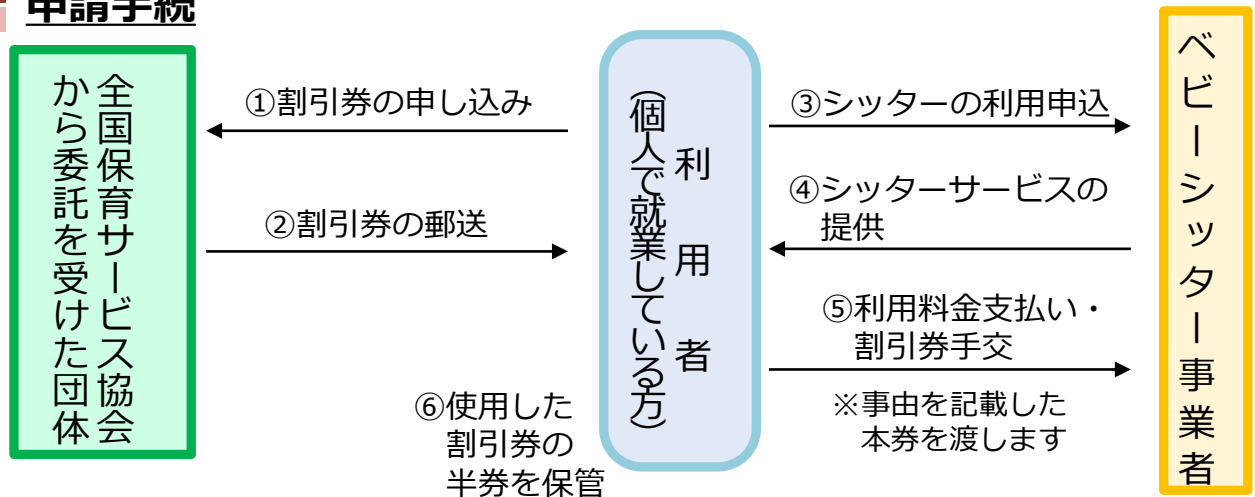 申請手続
全国保育サービス協会
から委託を受けた団体
①割引券の申し込み
②割引券の郵送
利用者
(個人で就業している方)
③シッターの利用申込
④シッターサービスの
提供
⑤利用料金支払い・
割引券手交
※事由を記載した
本券を渡します
⑥使用した
割引券の
半券を保管
ベビーシッター事業者